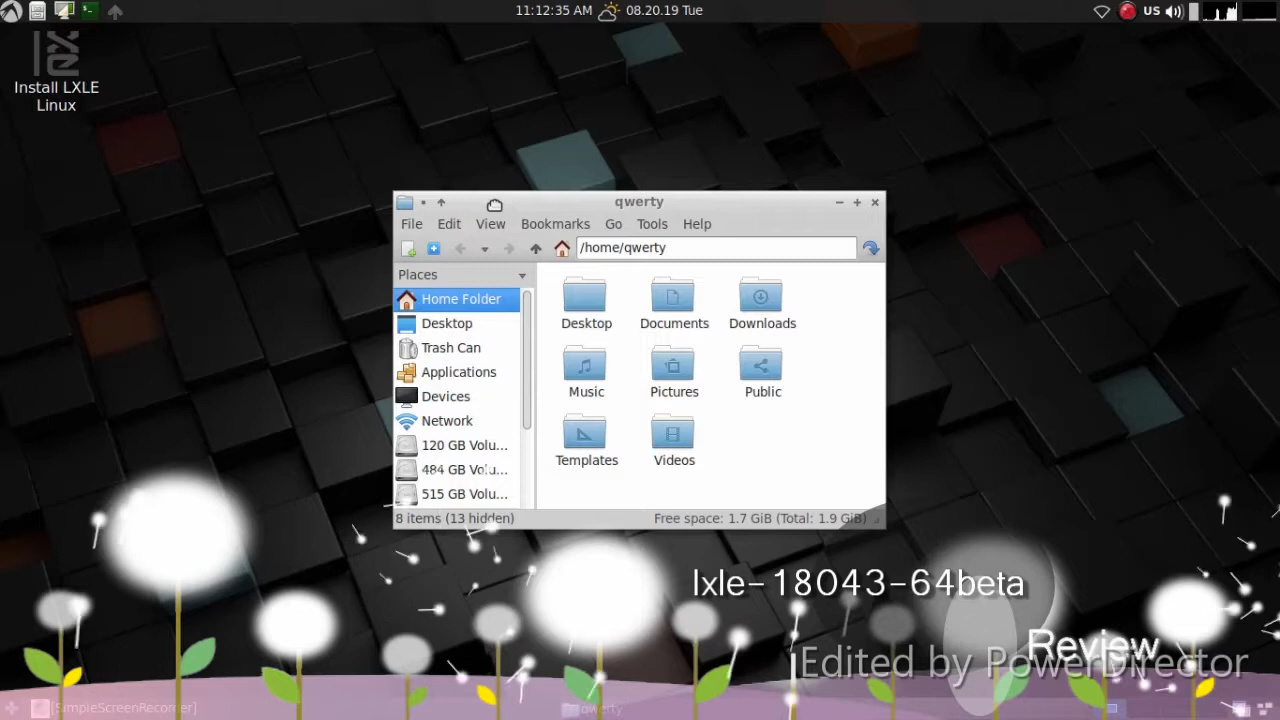 11:12:35 AM 08.20.19 Tue US
Install LXLE
Linux
qwerty
File Edit View Bookmarks Go Tools Help
/home/qwerty
Places
Home Folder
Desktop
Trash Can
Applications
Devices
Network
120 GB Volu...
484 GB Volu...
515 GB Volu...
Desktop Documents Downloads
Music Pictures Public
Templates Videos
8 items (13 hidden) Free space: 1.7 GiB (Total: 1.9 GiB)
lxle-18043-64beta
Review
Edited by PowerDirector
[SimpleScreenRecorder] qwerty